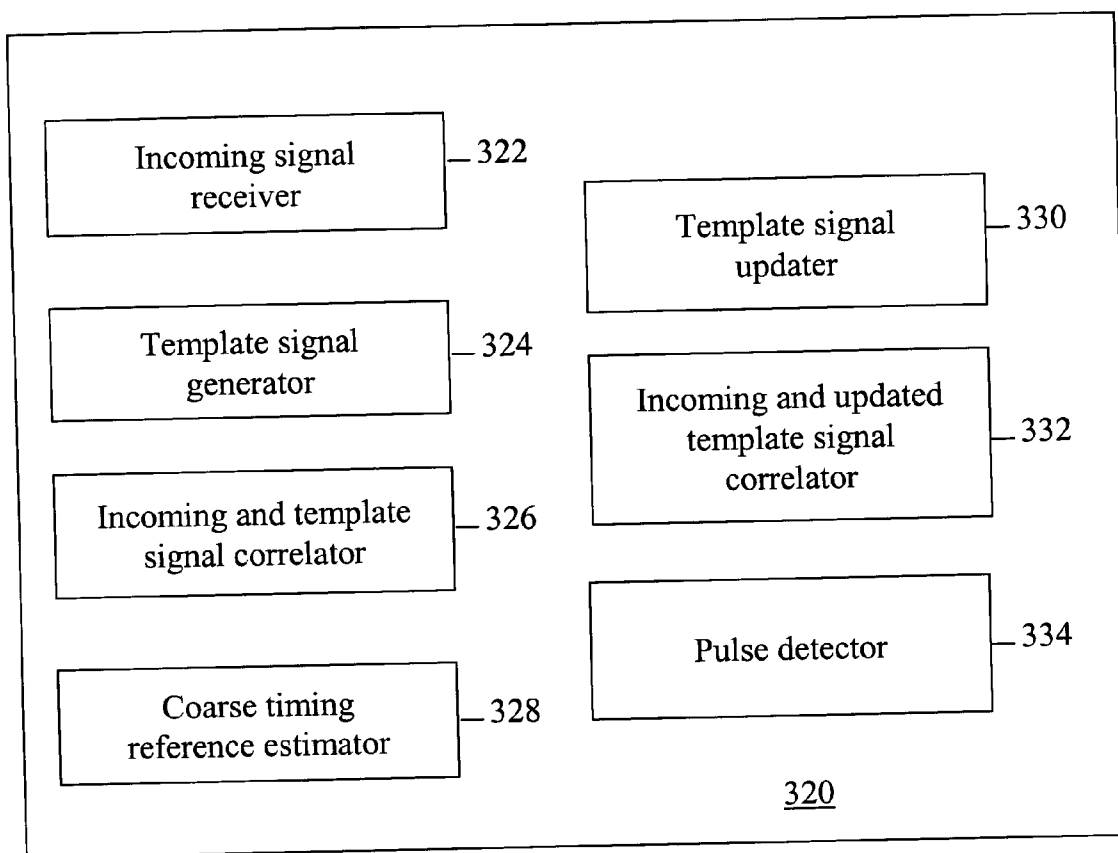 Incoming signal
receiver
322
Template signal
generator
324
Incoming and template
signal correlator
326
Coarse timing
reference estimator
328
Template signal
updater
330
Incoming and updated
template signal
correlator
332
Pulse detector
334
320